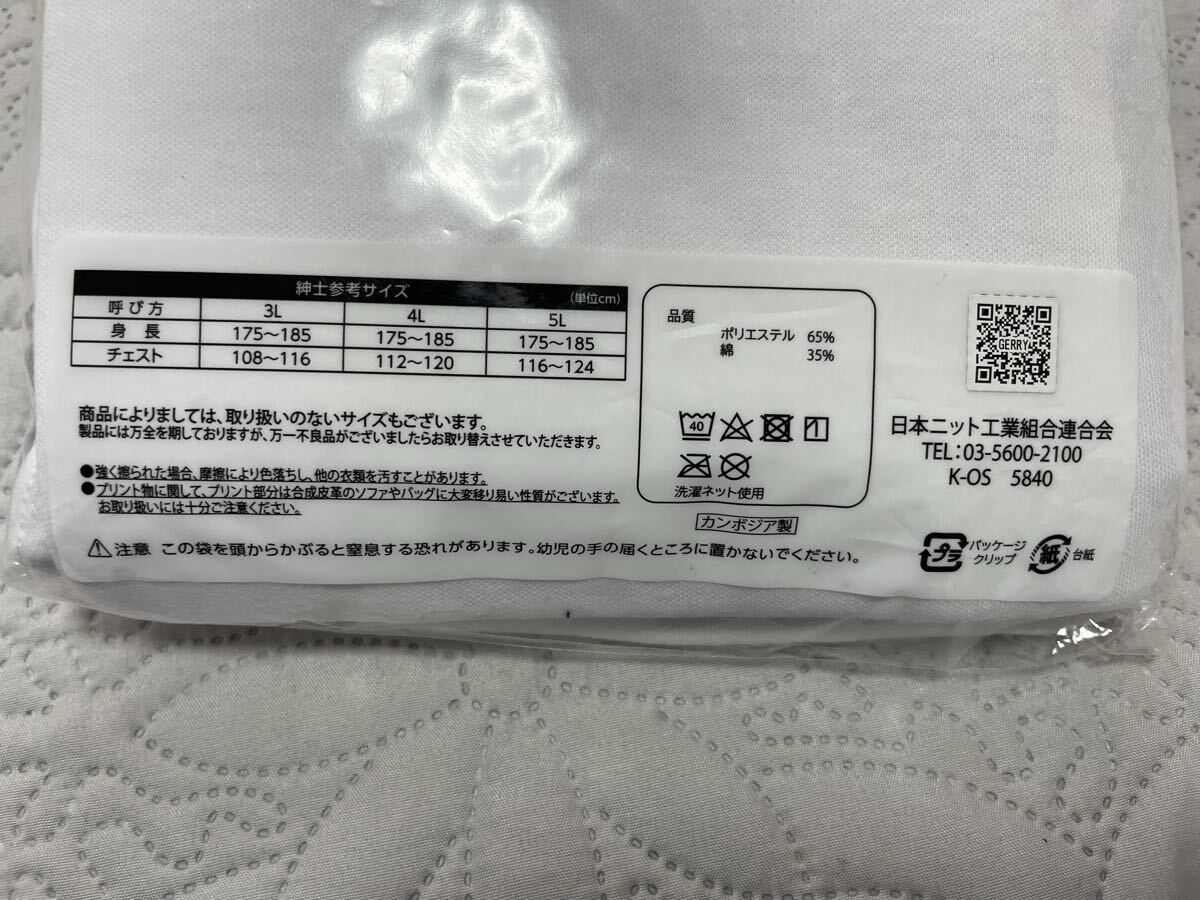 紳士参考サイズ (単位cm)
呼び方 3L 4L 5L
身長 175～185 175～185 175～185
チェスト 108～116 112～120 116～124
商品によりましては、取り扱いのないサイズもございます。
製品には万全を期しておりますが、万一不良品がございましたらお取り替えさせていただきます。
●強く擦られた場合、摩擦により色落ちし、他の衣類を汚すことがあります。
●プリント物に関して、プリント部分は合成皮革のソファやバッグに大変移り易い性質がございます。
お取り扱いには十分ご注意ください。
注意 この袋を頭からかぶると窒息する恐れがあります。幼児の手の届くところに置かないでください。
品質
ポリエステル 65%
綿 35%
40
洗濯ネット使用
カンボジア製
GERRY
日本ニット工業組合連合会
TEL：03-5600-2100
K-OS 5840
プラ パッケージ
クリップ
紙 台紙